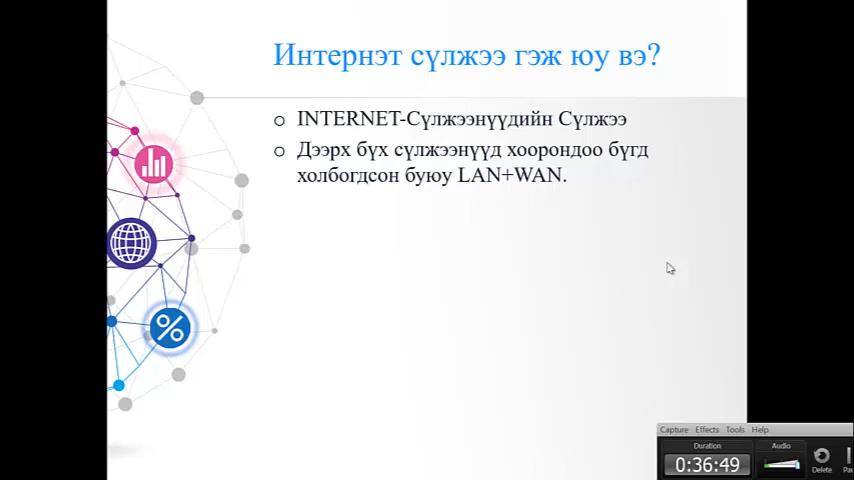 Интернэт сүлжээ гэж юу вэ?
INTERNET-Сүлжээнүүдийн Сүлжээ
Дээрх бүх сүлжээнүүд хоорондоо бүгд
холбогдсон буюу LAN+WAN.
Capture Effects Tools Help
Duration Audio
0:36:49
Delete